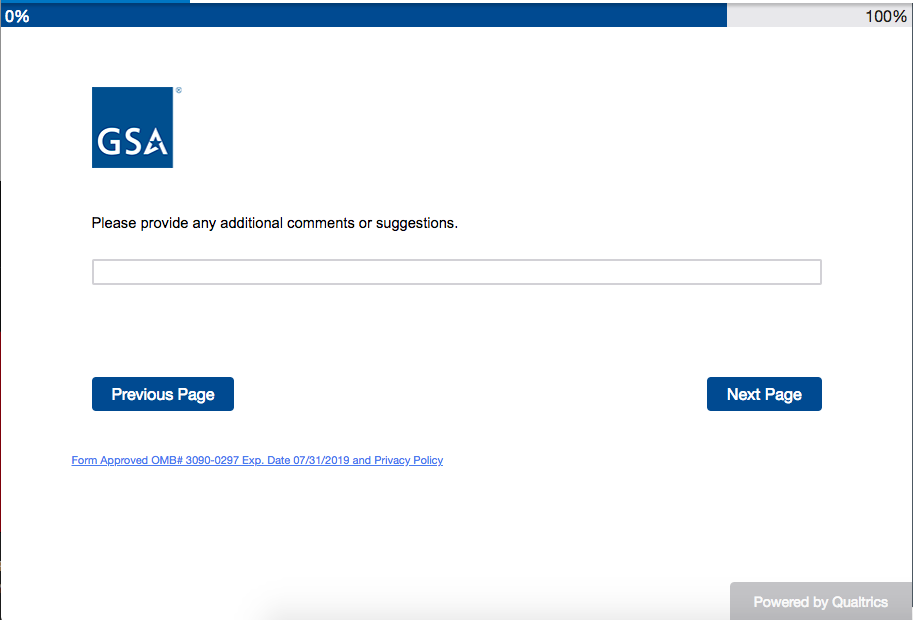 0% 100%
®
GSA
Please provide any additional comments or suggestions.
Previous Page Next Page
Form Approved OMB# 3090-0297 Exp. Date 07/31/2019 and Privacy Policy
Powered by Qualtrics